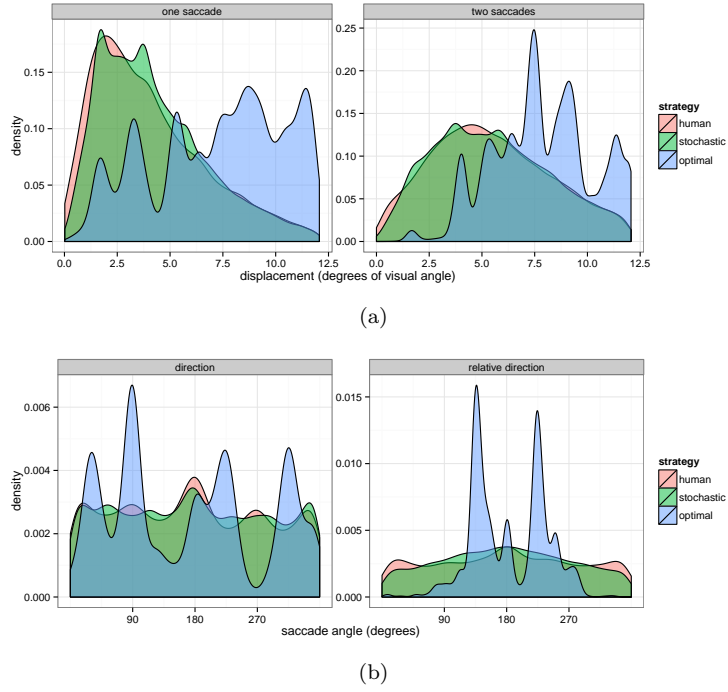 one saccade
two saccades
density
0.15
0.10
0.05
0.00
0.25
0.20
0.15
0.10
0.05
0.00
0.0 2.5 5.0 7.5 10.0 12.5
0.0 2.5 5.0 7.5 10.0 12.5
displacement (degrees of visual angle)
strategy
human
stochastic
optimal
(a)
direction
relative direction
density
0.006
0.004
0.002
0.000
0.015
0.010
0.005
0.000
90 180 270
90 180 270
saccade angle (degrees)
strategy
human
stochastic
optimal
(b)